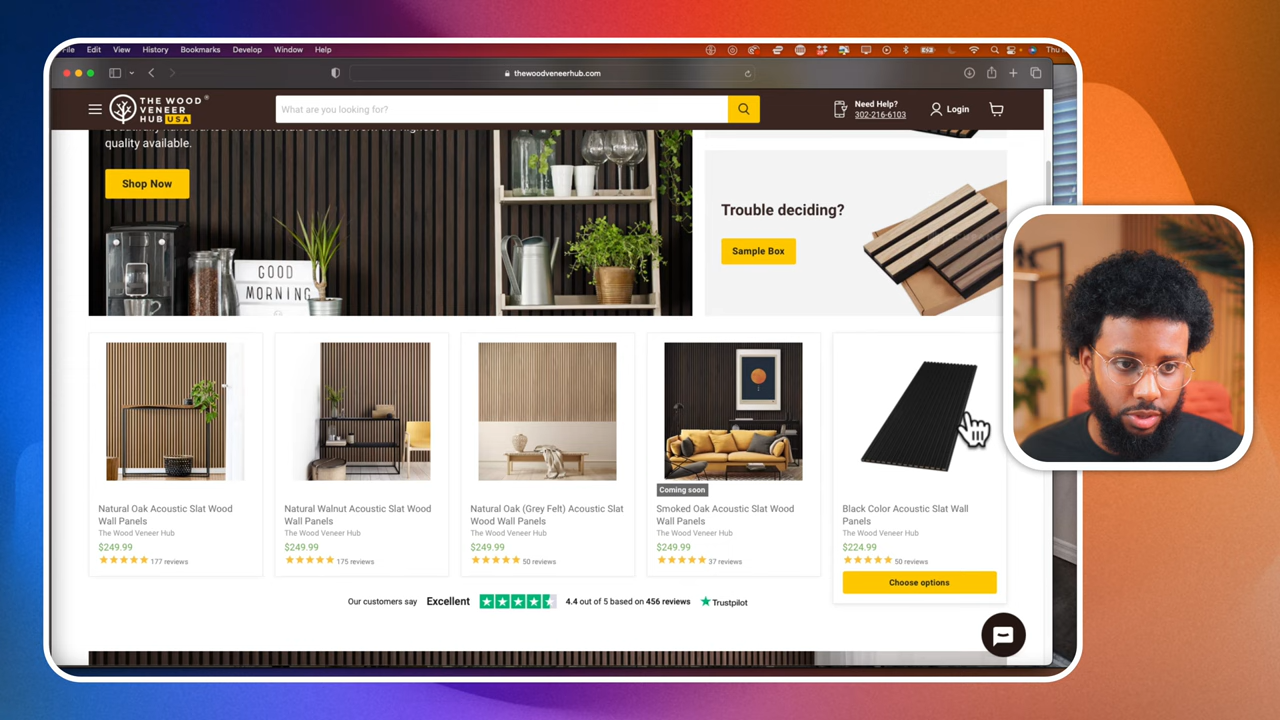 File Edit View History Bookmarks Develop Window Help
Thu
thewoodveneerhub.com
THE WOOD
VENEER
HUB USA
What are you looking for?
Need Help?
302-216-6103
Login
quality available.
Shop Now
GOOD
MORNING
Trouble deciding?
Sample Box
Natural Oak Acoustic Slat Wood
Wall Panels
The Wood Veneer Hub
$249.99
177 reviews
Natural Walnut Acoustic Slat Wood
Wall Panels
The Wood Veneer Hub
$249.99
175 reviews
Natural Oak (Grey Felt) Acoustic Slat
Wood Wall Panels
The Wood Veneer Hub
$249.99
50 reviews
Coming soon
Smoked Oak Acoustic Slat Wood
Wall Panels
The Wood Veneer Hub
$249.99
37 reviews
Black Color Acoustic Slat Wall
Panels
The Wood Veneer Hub
$224.99
50 reviews
Choose options
Our customers say Excellent 4.4 out of 5 based on 456 reviews Trustpilot